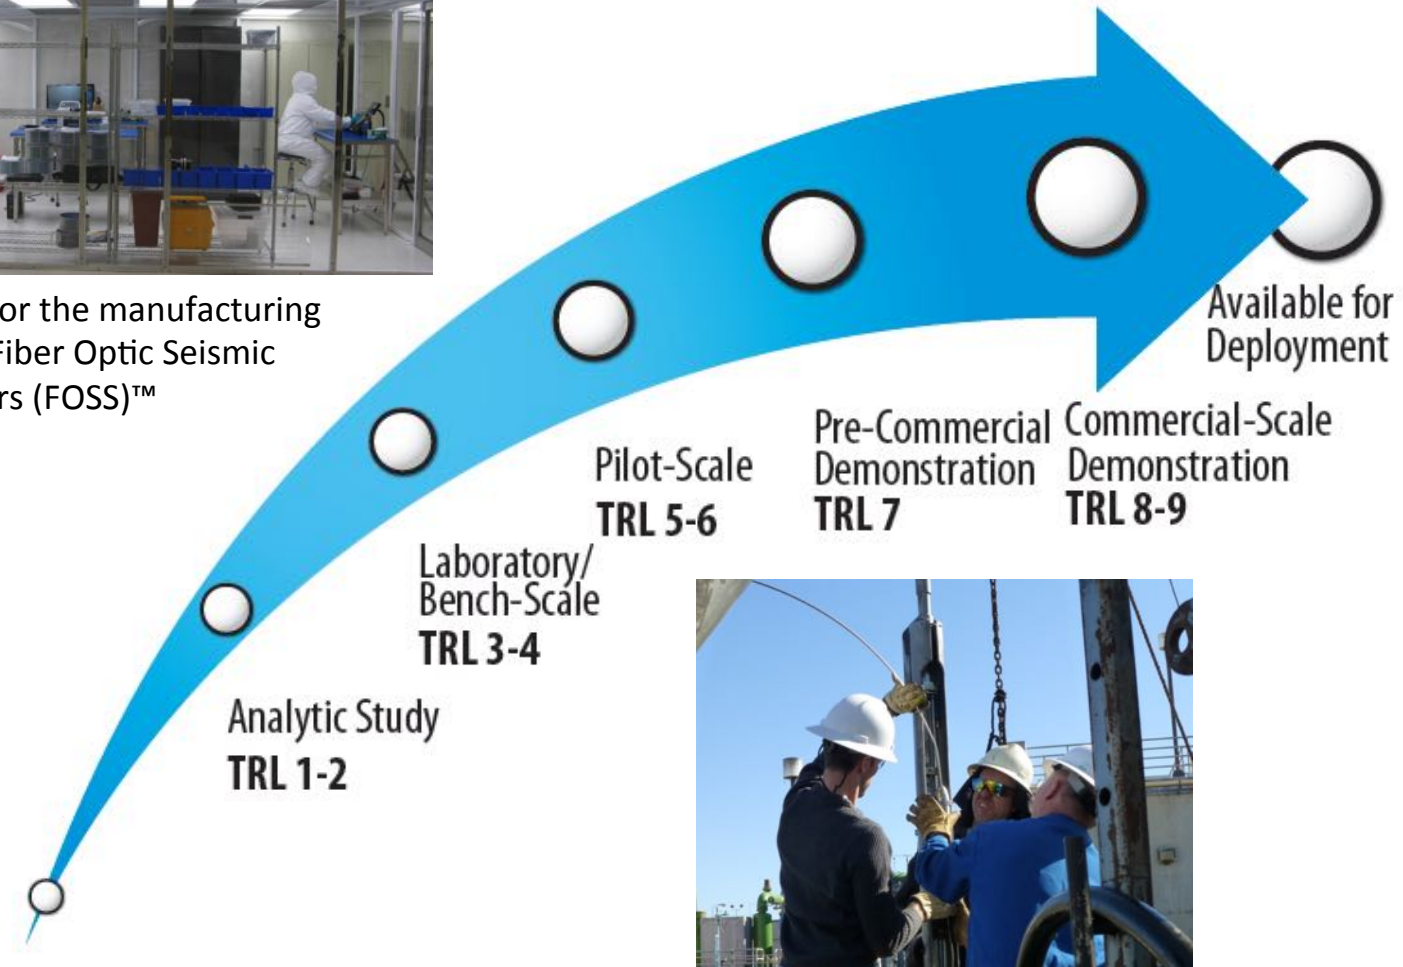 or the manufacturing
Fiber Optic Seismic
rs (FOSS)™
Available for
Deployment
Pre-Commercial
Demonstration
TRL 7
Commercial-Scale
Demonstration
TRL 8-9
Pilot-Scale
TRL 5-6
Laboratory/
Bench-Scale
TRL 3-4
Analytic Study
TRL 1-2